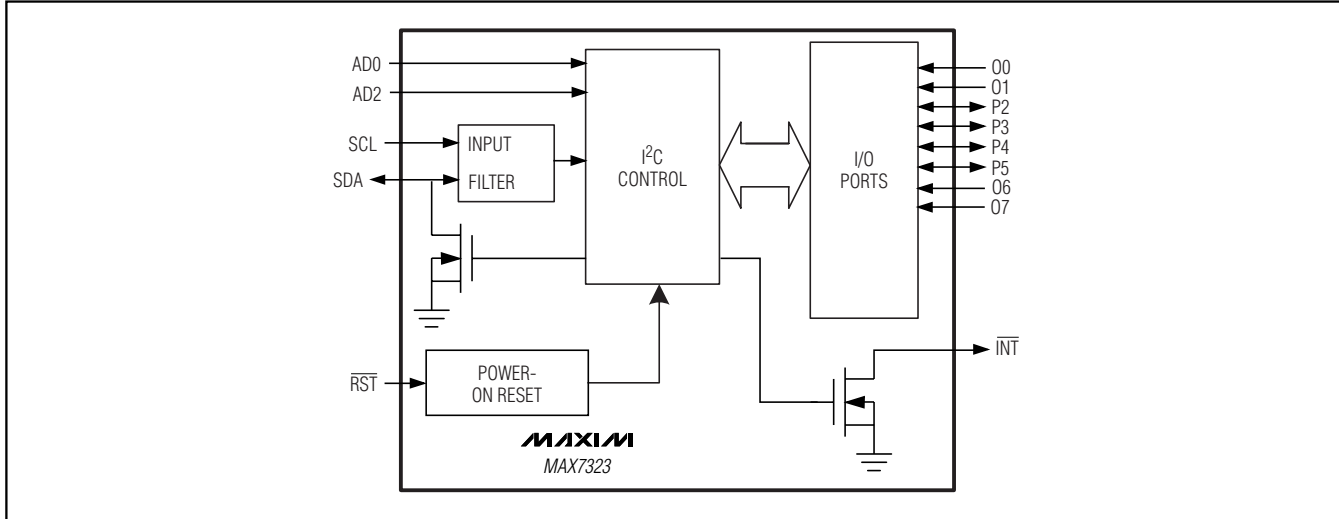 AD0
AD2
SCL
SDA
INPUT
FILTER
I²C
CONTROL
I/O
PORTS
O0
O1
P2
P3
P4
P5
O6
O7
INT
RST
POWER-
ON RESET
MAXIM
MAX7323